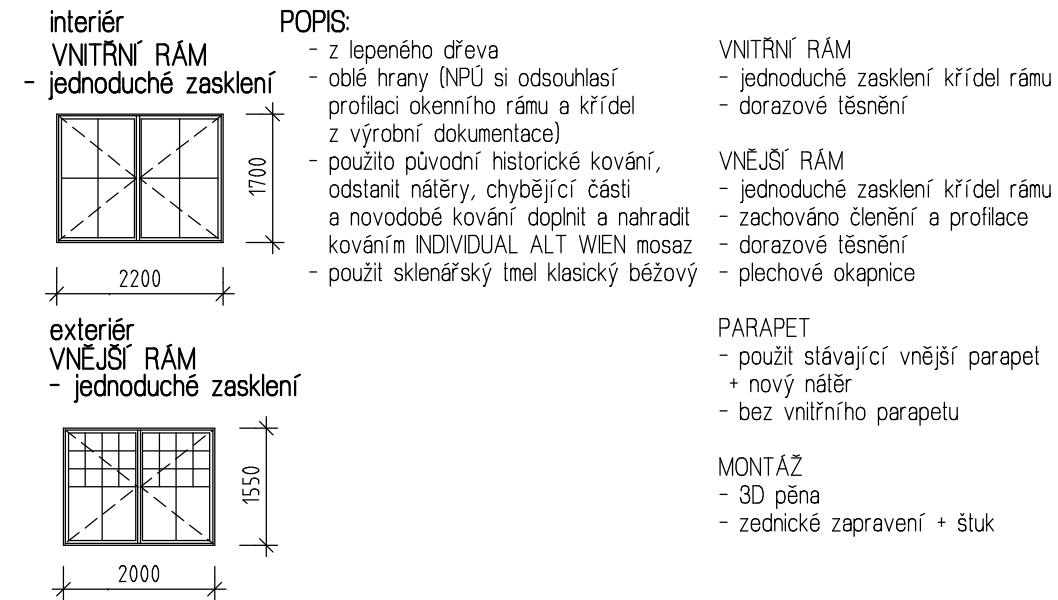 interiér
VNITŘNÍ RÁM
- jednoduché zasklení
1700
2200
exteriér
VNĚJŠÍ RÁM
- jednoduché zasklení
1550
2000
POPIS:
- z lepeného dřeva
- oblé hrany (NPÚ si odsouhlasí
profilaci okenního rámu a křídel
z výrobní dokumentace)
- použito původní historické kování,
odstanit nátěry, chybějící části
a novodobé kování doplnit a nahradit
kováním INDIVIDUAL ALT WIEN mosaz
- použit sklenářský tmel klasický béžový
VNITŘNÍ RÁM
- jednoduché zasklení křídel rámu
- dorazové těsnění
VNĚJŠÍ RÁM
- jednoduché zasklení křídel rámu
- zachováno členění a profilace
- dorazové těsnění
- plechové okapnice
PARAPET
- použit stávající vnější parapet
+ nový nátěr
- bez vnitřního parapetu
MONTÁŽ
- 3D pěna
- zednické zapravení + štuk